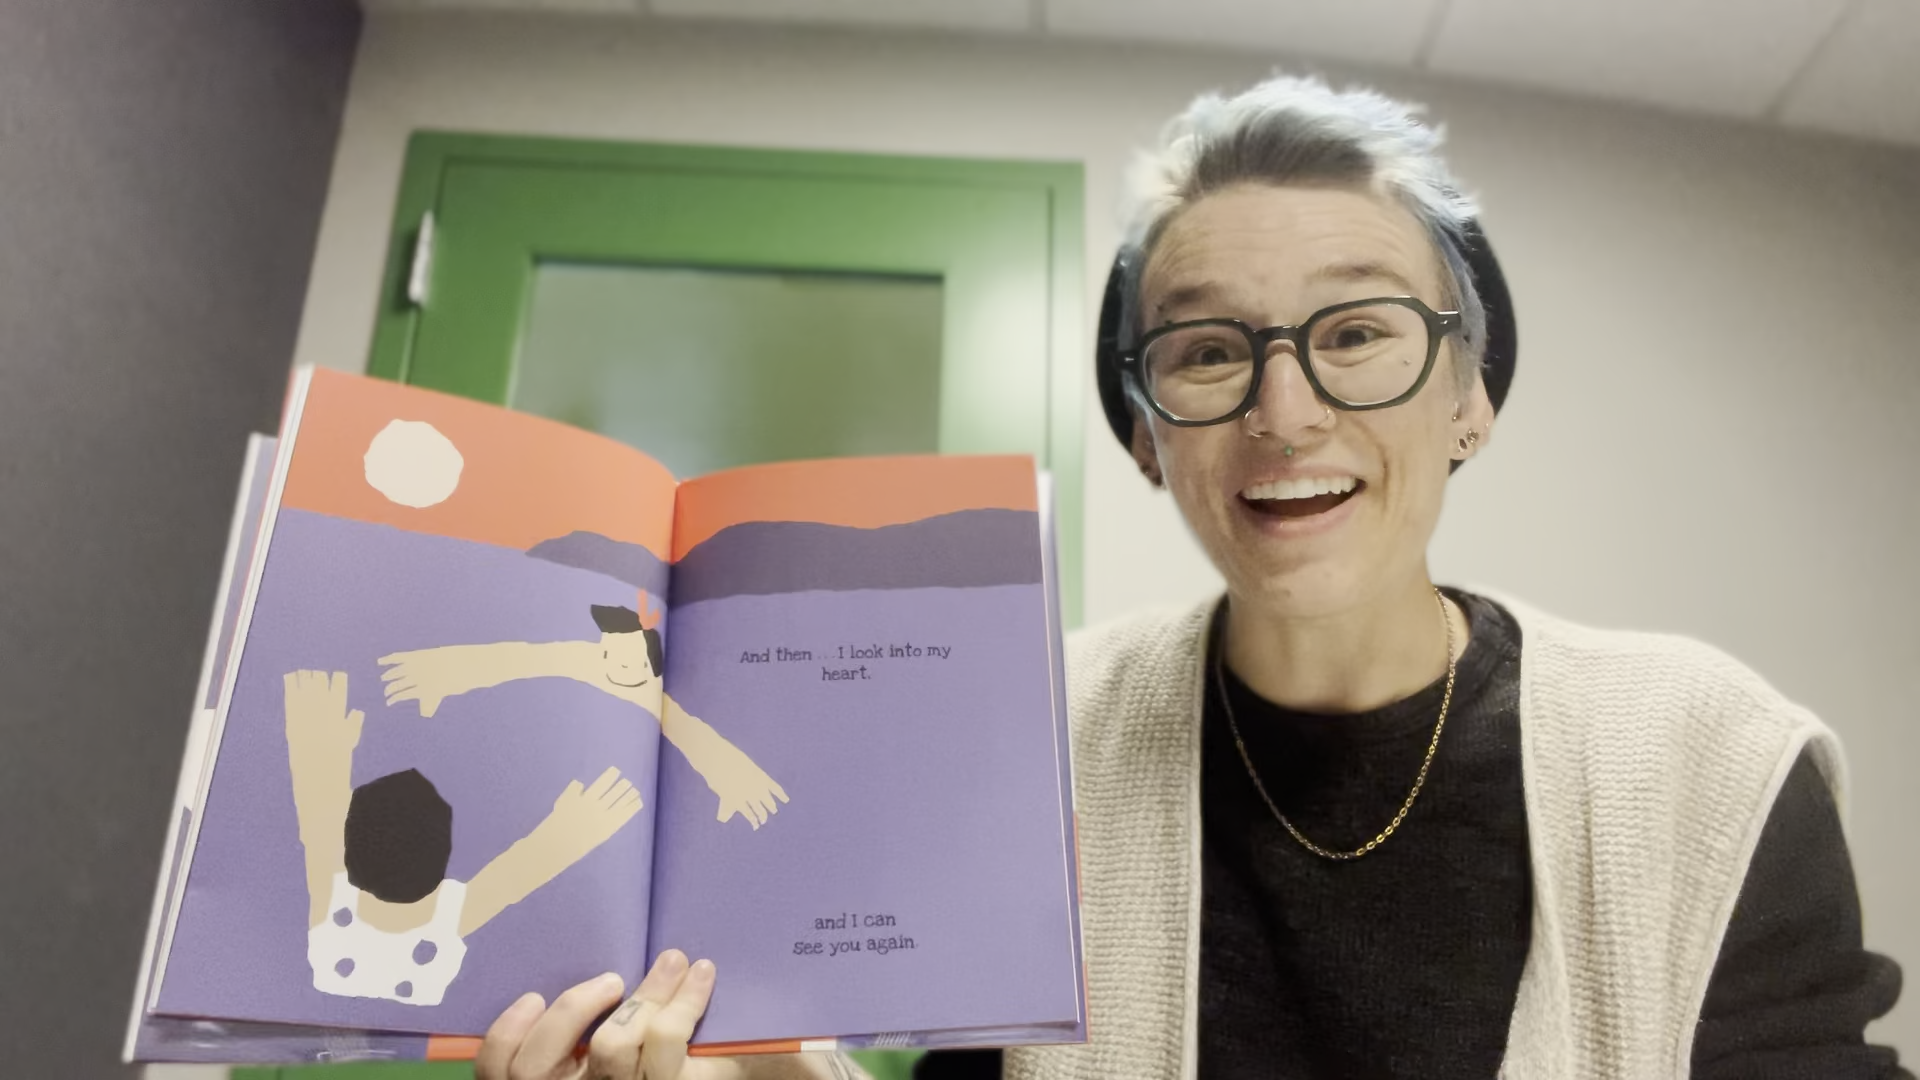 And then ... I look into my
heart.
and I can
see you again.